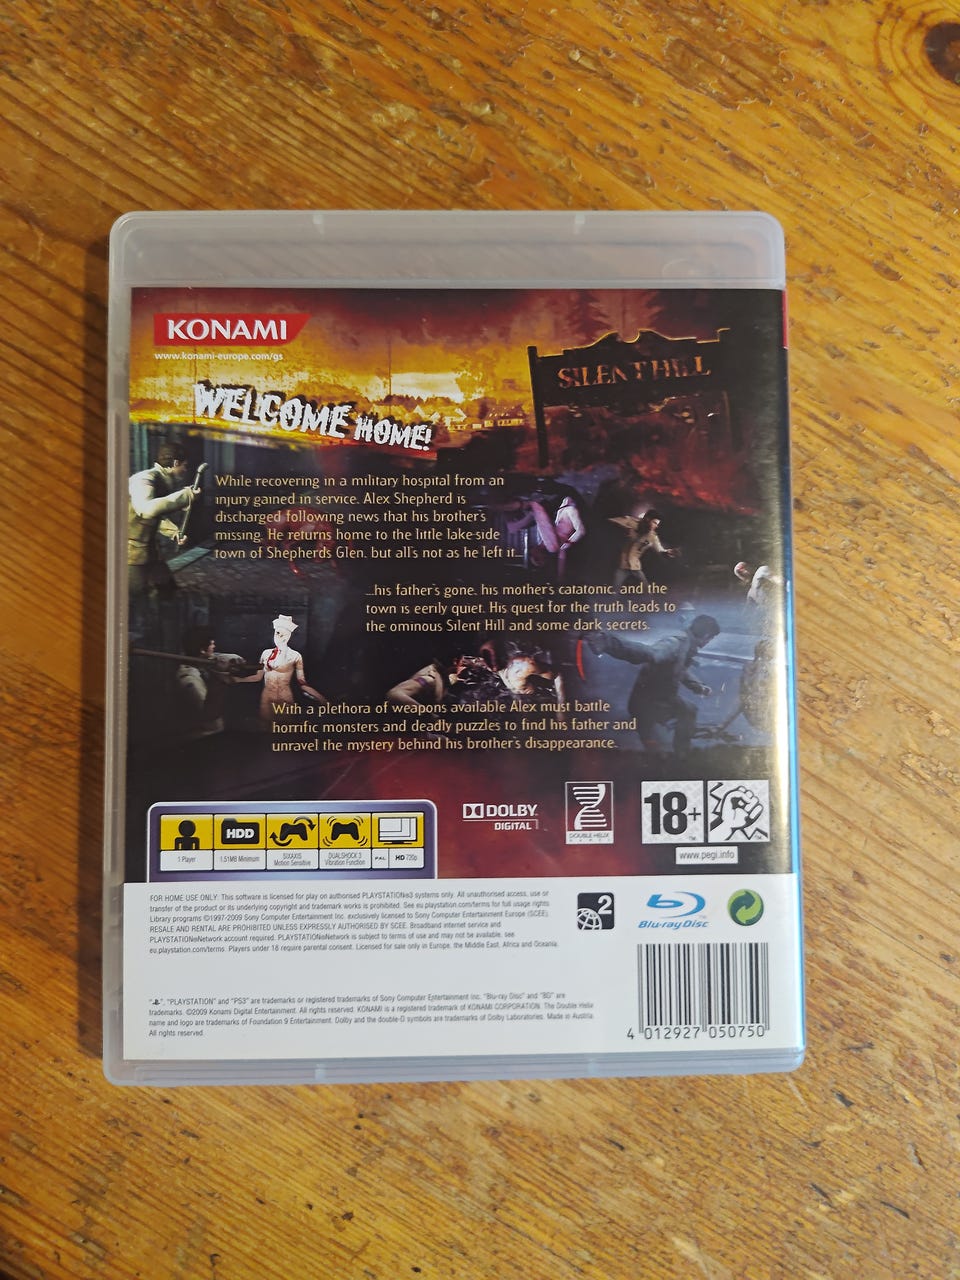 KONAMI
www.konami-europe.com/gs
SILENT HILL
WELCOME HOME!
While recovering in a military hospital from an
injury gained in service, Alex Shepherd is
discharged following news that his brother's
missing. He returns home to the little lake-side
town of Shepherds Glen, but all's not as he left it...
...his father's gone, his mother's catatonic, and the
town is eerily quiet. His quest for the truth leads to
the ominous Silent Hill and some dark secrets.
With a plethora of weapons available Alex must battle
horrific monsters and deadly puzzles to find his father and
unravel the mystery behind his brother's disappearance.
DOLBY
DIGITAL
DOUBLE HELIX
GAMES
18+
www.pegi.info
HDD
1 Player
1.51MB Minimum
SIXAXIS
Motion Sensitive
DUALSHOCK 3
Vibration Function
PAL
HD 720p
FOR HOME USE ONLY: This software is licensed for play on authorised PLAYSTATION®3 systems only. All unauthorised access, use or
transfer of the product or its underlying copyright and trademark works is prohibited. See eu.playstation.com/terms for full usage rights.
Library programs ©1997-2009 Sony Computer Entertainment Inc. exclusively licensed to Sony Computer Entertainment Europe (SCEE).
RESALE AND RENTAL ARE PROHIBITED UNLESS EXPRESSLY AUTHORISED BY SCEE. Broadband internet service and
PLAYSTATION®Network account required. PLAYSTATION®Network is subject to terms of use and may not be available, see
eu.playstation.com/terms. Players under 18 require parental consent. Licensed for sale only in Europe, the Middle East, Africa and Oceania.
2
Blu-ray Disc
TM
"", "PLAYSTATION" and "PS3" are trademarks or registered trademarks of Sony Computer Entertainment Inc. "Blu-ray Disc" and "BD" are
trademarks. ©2009 Konami Digital Entertainment. All rights reserved. KONAMI is a registered trademark of KONAMI CORPORATION. The Double Helix
name and logo are trademarks of Foundation 9 Entertainment. Dolby and the double-D symbols are trademarks of Dolby Laboratories. Made in Austria.
All rights reserved.
4 012927 050750